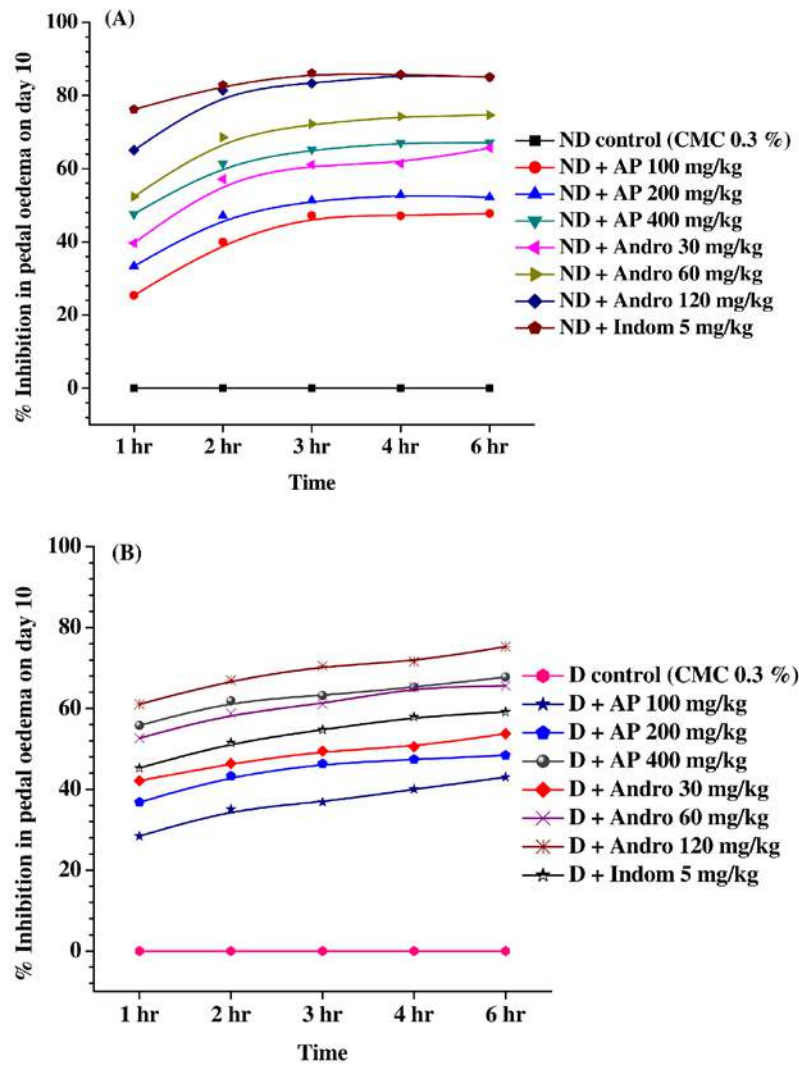 (A)
% Inhibition in pedal oedema on day 10
100
80
60
40
20
0
1 hr 2 hr 3 hr 4 hr 6 hr
Time
ND control (CMC 0.3 %)
ND + AP 100 mg/kg
ND + AP 200 mg/kg
ND + AP 400 mg/kg
ND + Andro 30 mg/kg
ND + Andro 60 mg/kg
ND + Andro 120 mg/kg
ND + Indom 5 mg/kg
(B)
% Inhibition in pedal oedema on day 10
100
80
60
40
20
0
1 hr 2 hr 3 hr 4 hr 6 hr
Time
D control (CMC 0.3 %)
D + AP 100 mg/kg
D + AP 200 mg/kg
D + AP 400 mg/kg
D + Andro 30 mg/kg
D + Andro 60 mg/kg
D + Andro 120 mg/kg
D + Indom 5 mg/kg